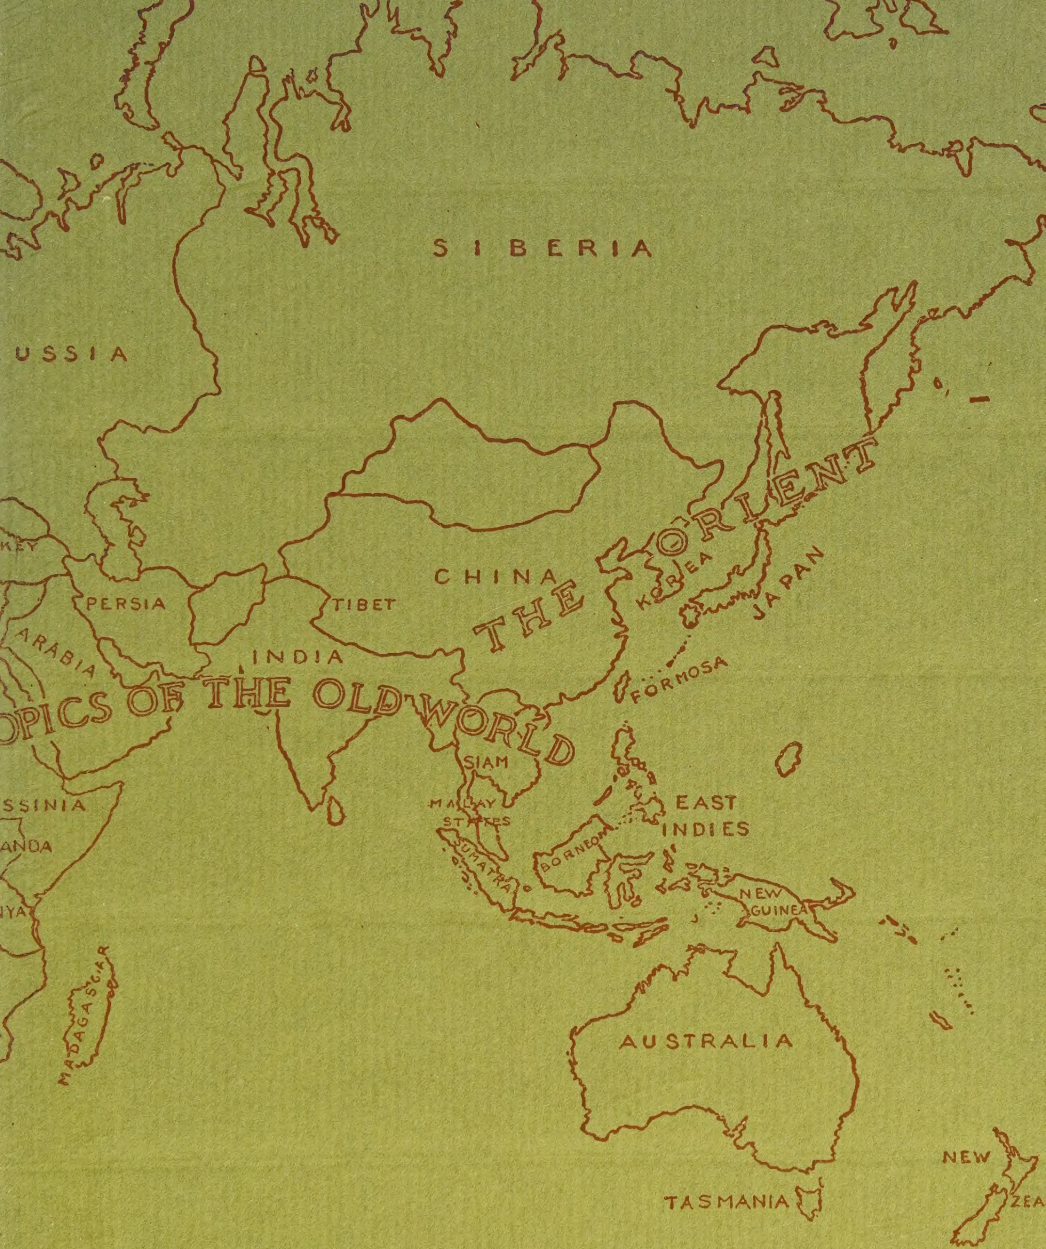 SIBERIA
USSIA
THE ORIENT
KEY
CHINA
KOREA
JAPAN
PERSIA
TIBET
ARABIA
INDIA
FORMOSA
OPICS OF THE OLD WORLD
SIAM
SSINIA
MALAY
STATES
EAST
INDIES
ANDA
BORNEO
SUMATRA
NEW
GUINEA
NYA
MADAGASCAR
AUSTRALIA
NEW
ZEA
TASMANIA